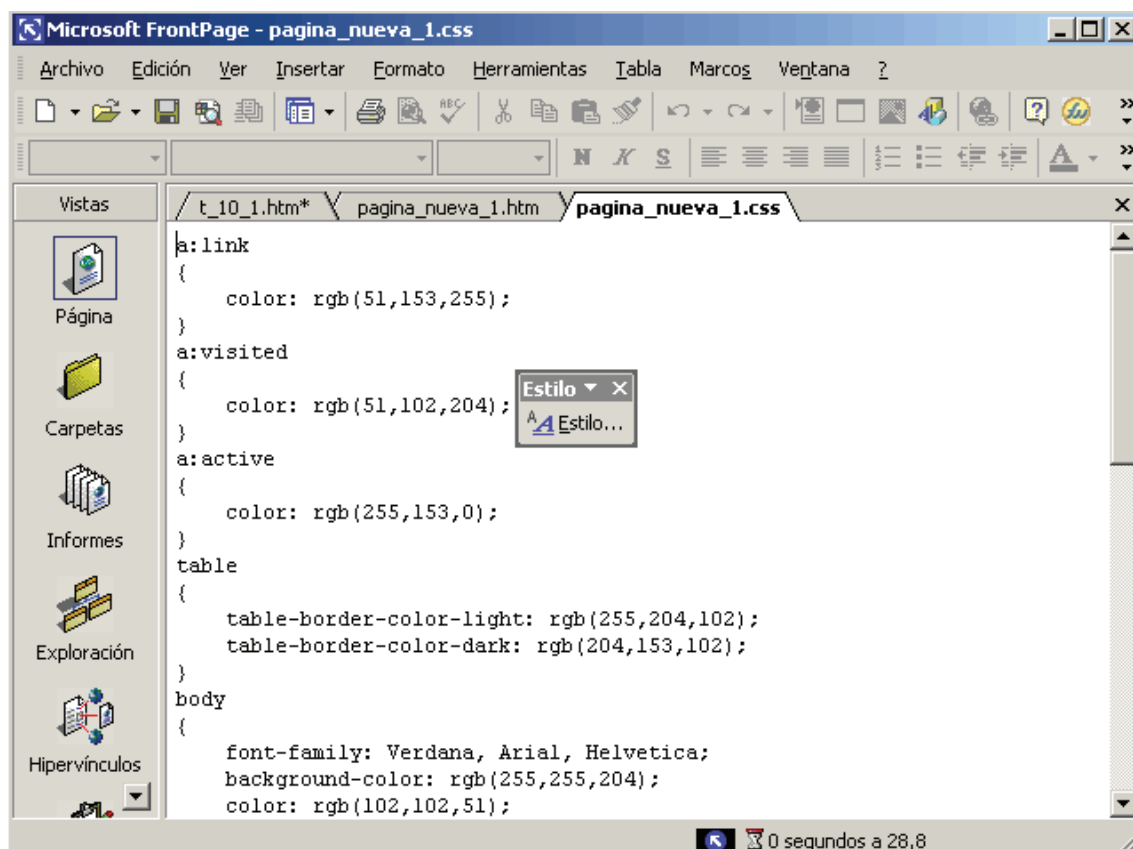 Microsoft FrontPage - pagina_nueva_1.css
Archivo Edición Ver Insertar Formato Herramientas Tabla Marcos Ventana ?
ABC
N K S A
Vistas
t_10_1.htm* pagina_nueva_1.htm pagina_nueva_1.css
a:link
{
color: rgb(51,153,255);
}
a:visited
{
color: rgb(51,102,204);
}
a:active
{
color: rgb(255,153,0);
}
table
{
table-border-color-light: rgb(255,204,102);
table-border-color-dark: rgb(204,153,102);
}
body
{
font-family: Verdana, Arial, Helvetica;
background-color: rgb(255,255,204);
color: rgb(102,102,51);
Estilo
Estilo...
Página
Carpetas
Informes
Exploración
Hipervínculos
0 segundos a 28,8